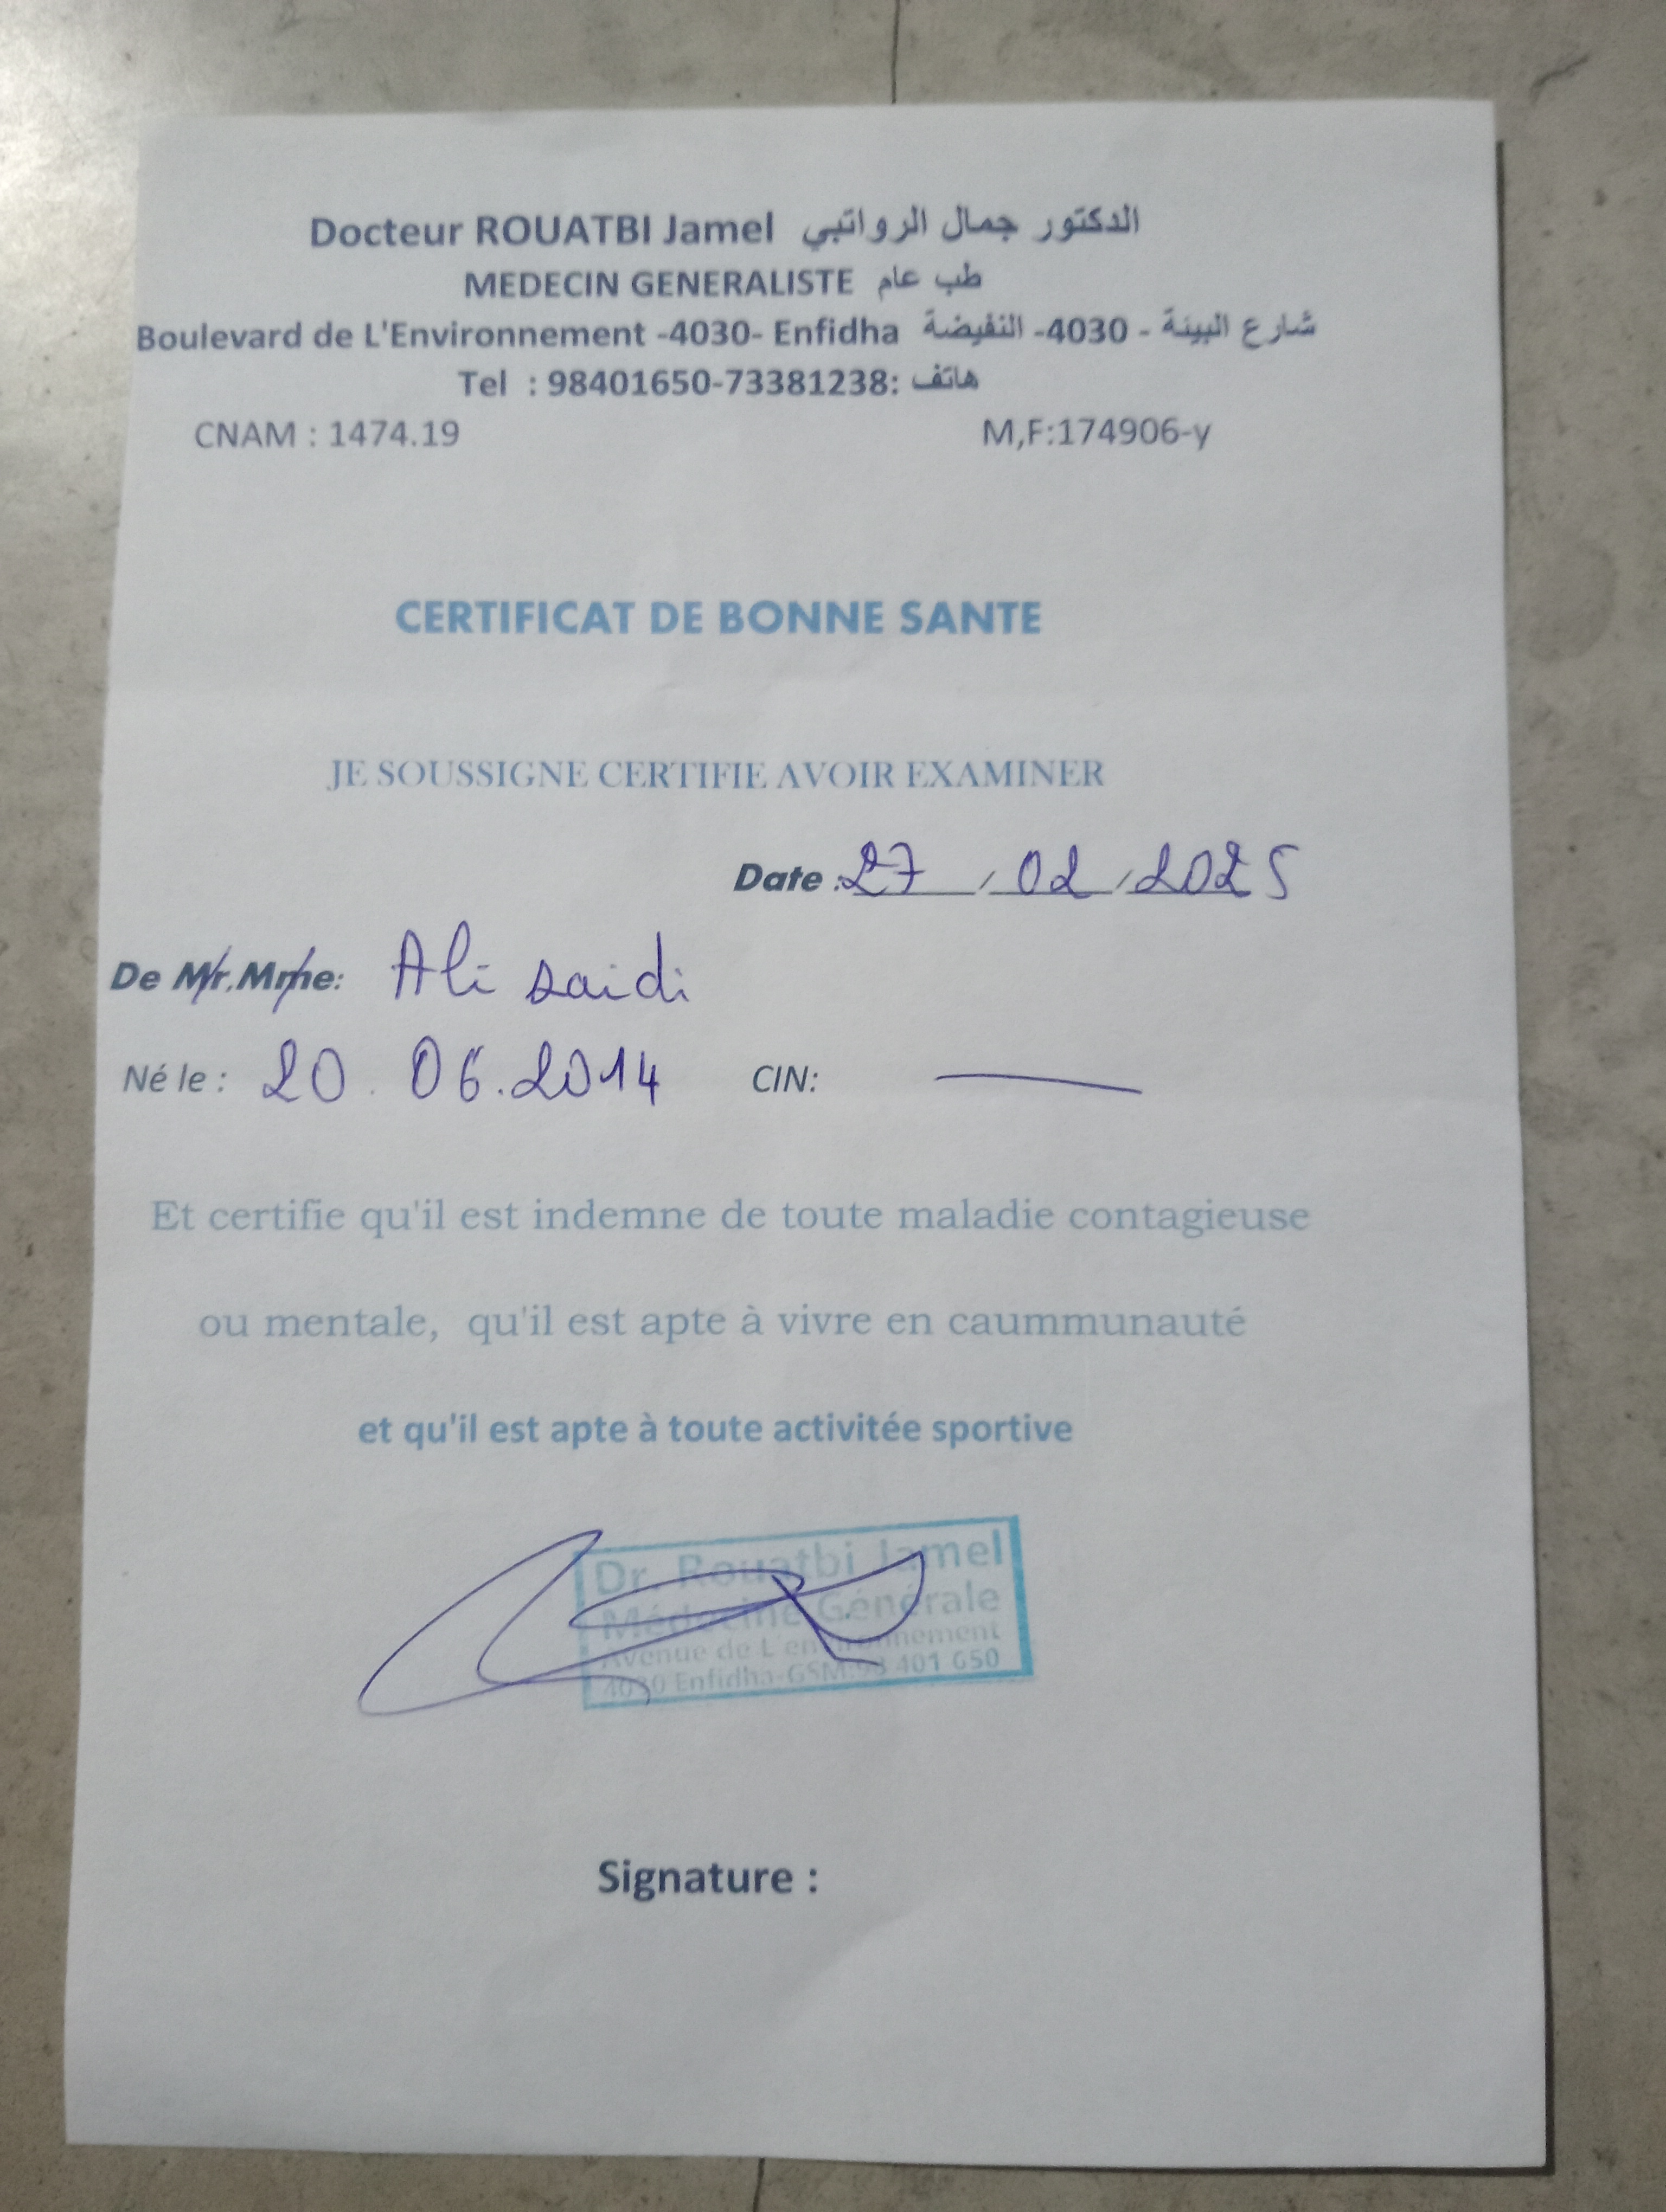 Docteur ROUATBI Jamel الدكتور جمال الرواتبي
MEDECIN GENERALISTE طب عام
Boulevard de L'Environnement -4030- Enfidha شارع البيئة - 4030- النفيضة
Tel : 98401650-73381238: هاتف
CNAM : 1474.19 M,F:174906-y
CERTIFICAT DE BONNE SANTE
JE SOUSSIGNE CERTIFIE AVOIR EXAMINER
Date : 27 / 02 / 2025
De Mr.Mme: Ali saidi
Né le : 20 . 06 . 2014 CIN: —
Et certifie qu'il est indemne de toute maladie contagieuse
ou mentale, qu'il est apte à vivre en caummunauté
et qu'il est apte à toute activitée sportive
Dr. Rouatbi Jamel
Médecine Générale
Avenue de L'environnement
4030 Enfidha-GSM:98 401 650
Signature :